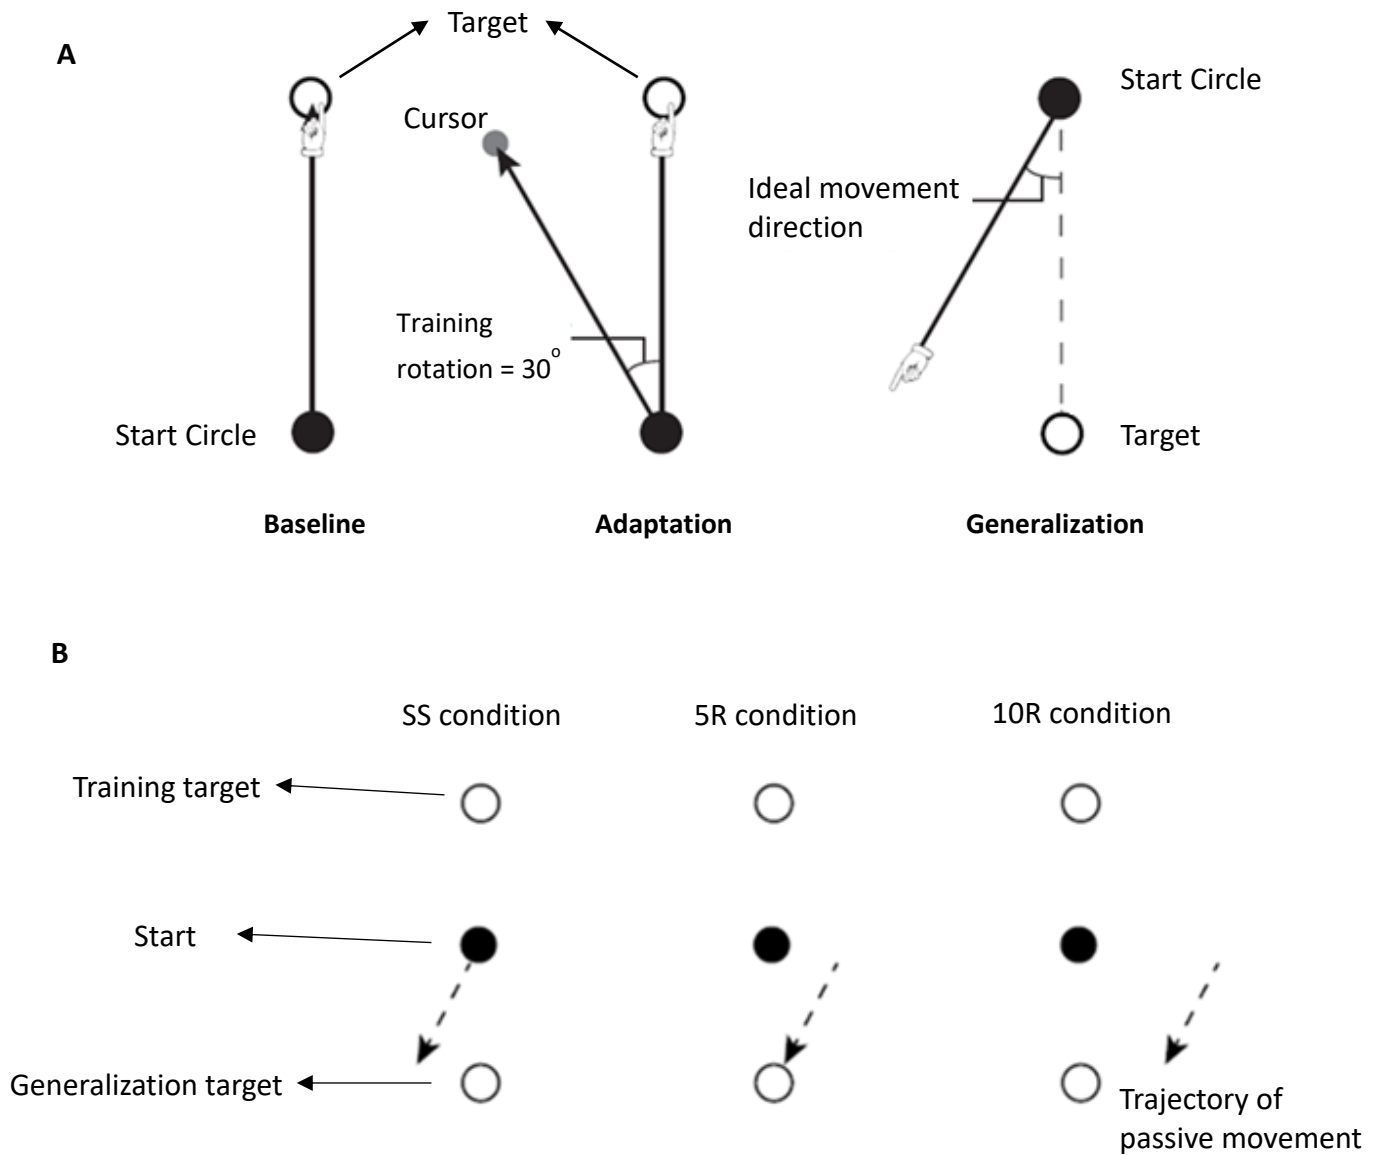 A
Target
Cursor
Start Circle
Ideal movement
direction
Training
rotation = 30°
Start Circle
Target
Baseline
Adaptation
Generalization
B
SS condition
5R condition
10R condition
Training target
Start
Generalization target
Trajectory of
passive movement